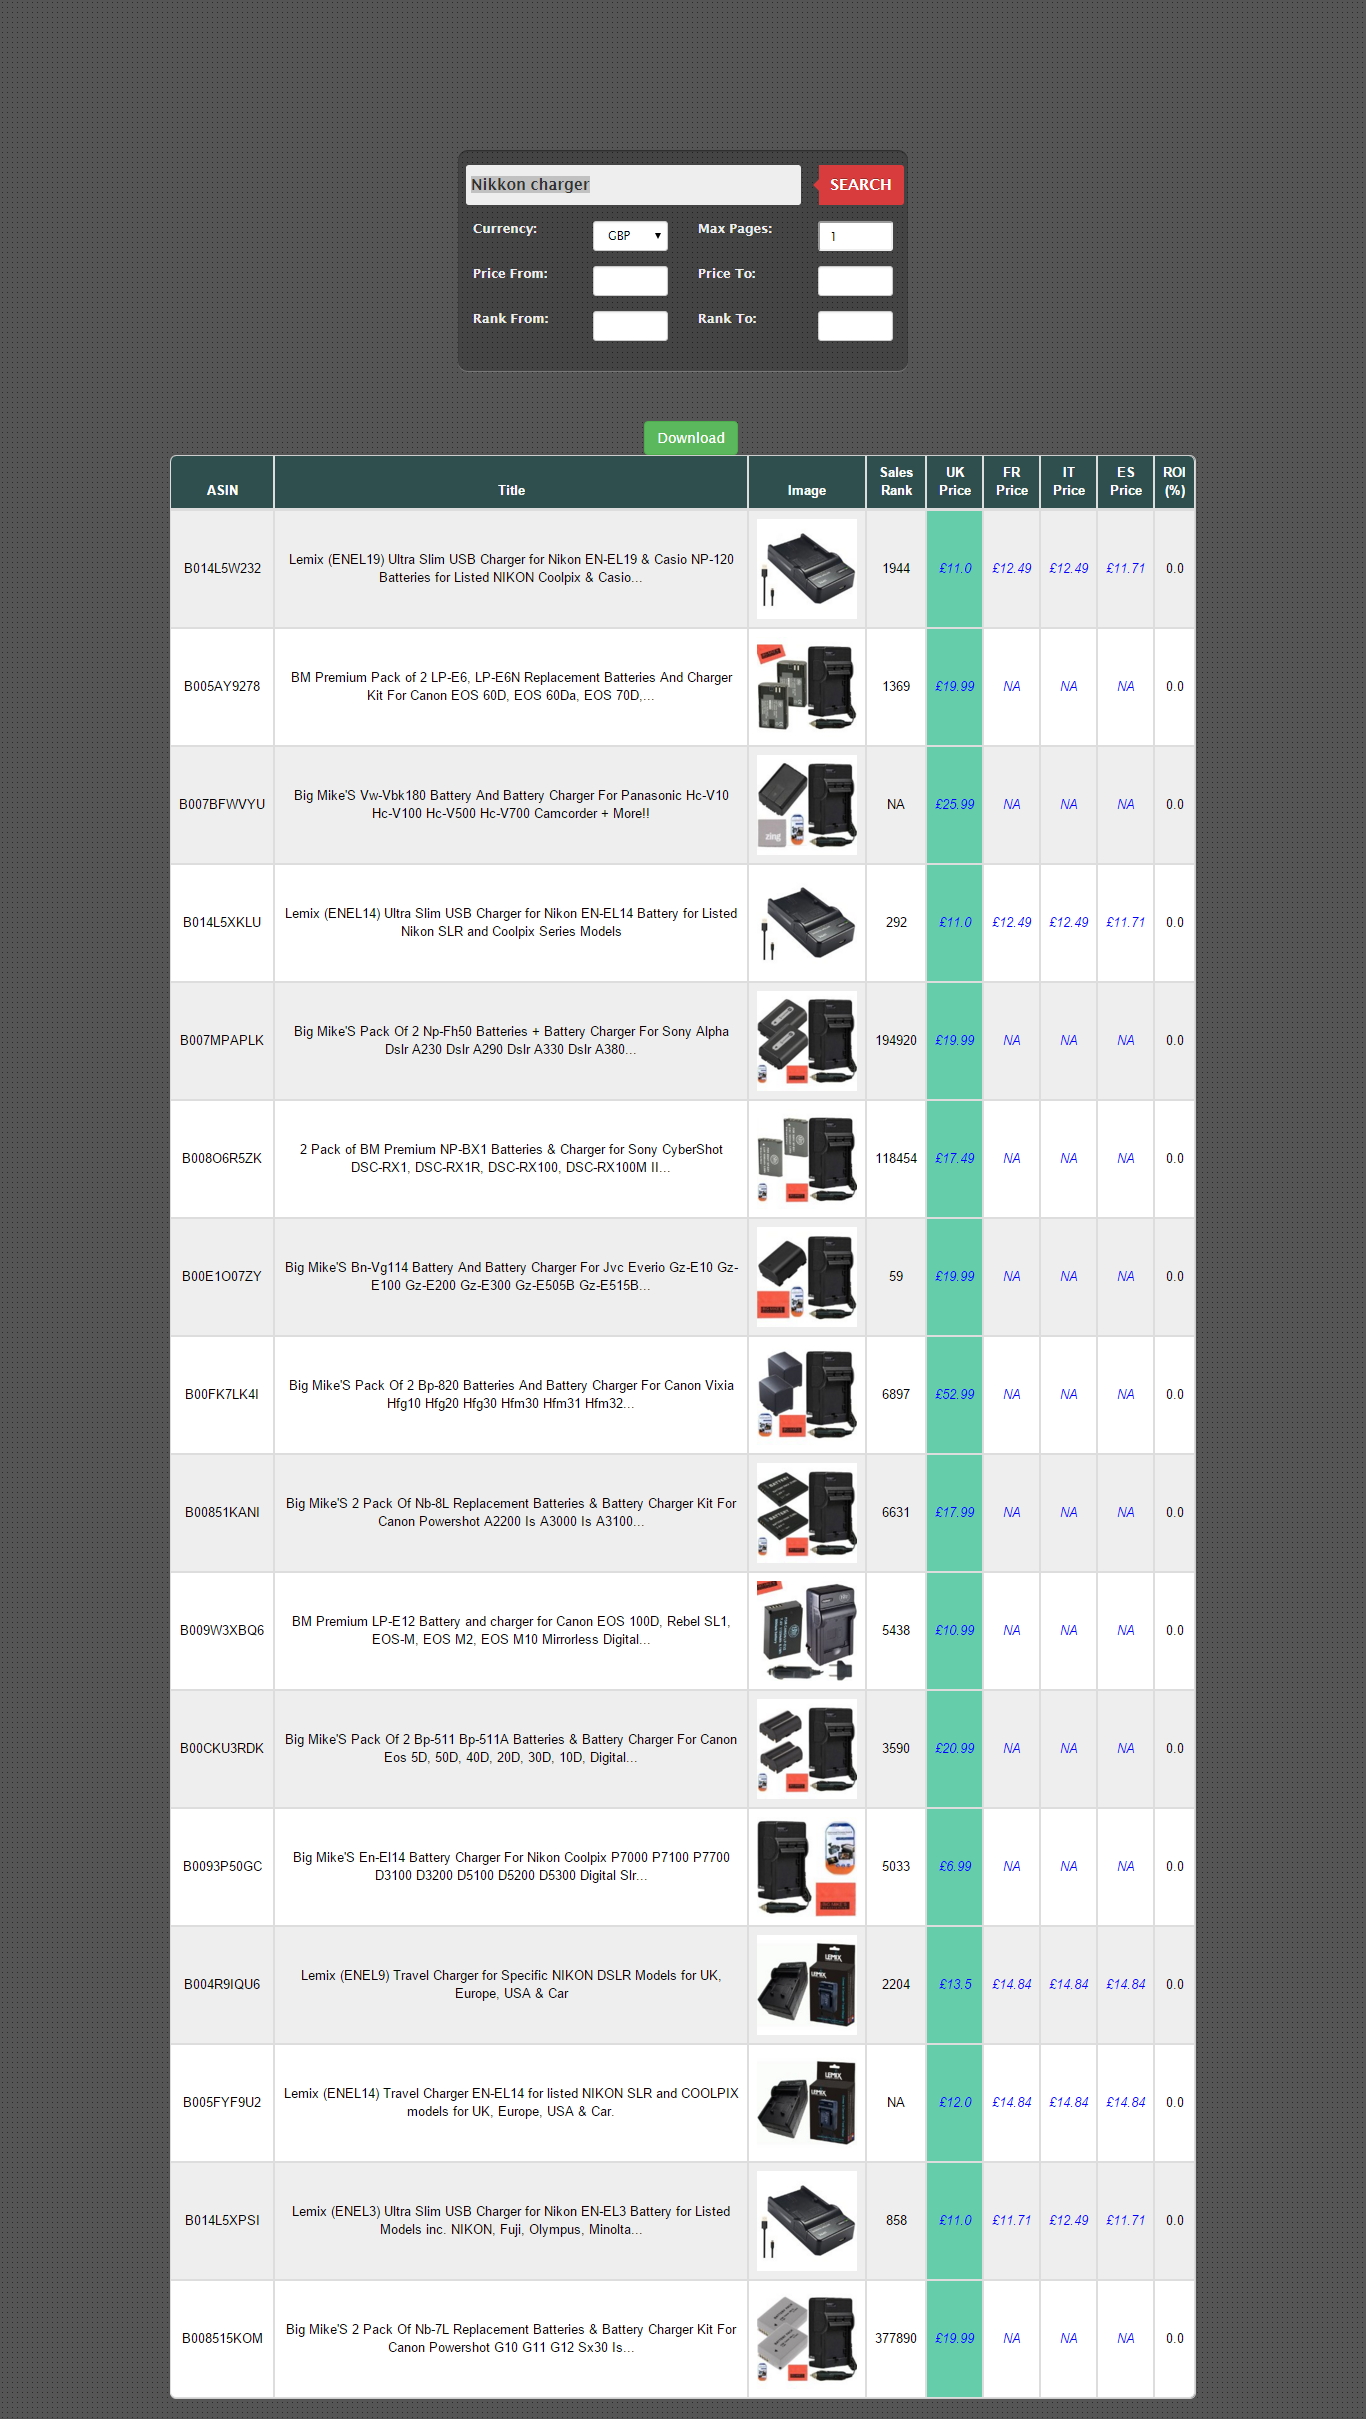 Nikkon charger
SEARCH
Currency:
GBP
Max Pages:
1
Price From:
Price To:
Rank From:
Rank To:
Download
ASIN
Title
Image
Sales
Rank
UK
Price
FR
Price
IT
Price
ES
Price
ROI
(%)
B014L5W232
Lemix (ENEL19) Ultra Slim USB Charger for Nikon EN-EL19 & Casio NP-120
Batteries for Listed NIKON Coolpix & Casio...
1944 £11.0 £12.49 £12.49 £11.71 0.0
B005AY9278
BM Premium Pack of 2 LP-E6, LP-E6N Replacement Batteries And Charger
Kit For Canon EOS 60D, EOS 60Da, EOS 70D,...
1369 £19.99 NA NA NA 0.0
B007BFWVYU
Big Mike'S Vw-Vbk180 Battery And Battery Charger For Panasonic Hc-V10
Hc-V100 Hc-V500 Hc-V700 Camcorder + More!!
zing
NA £25.99 NA NA NA 0.0
B014L5XKLU
Lemix (ENEL14) Ultra Slim USB Charger for Nikon EN-EL14 Battery for Listed
Nikon SLR and Coolpix Series Models
292 £11.0 £12.49 £12.49 £11.71 0.0
B007MPAPLK
Big Mike'S Pack Of 2 Np-Fh50 Batteries + Battery Charger For Sony Alpha
Dslr A230 Dslr A290 Dslr A330 Dslr A380...
194920 £19.99 NA NA NA 0.0
B008O6R5ZK
2 Pack of BM Premium NP-BX1 Batteries & Charger for Sony CyberShot
DSC-RX1, DSC-RX1R, DSC-RX100, DSC-RX100M II...
118454 £17.49 NA NA NA 0.0
B00E1O07ZY
Big Mike'S Bn-Vg114 Battery And Battery Charger For Jvc Everio Gz-E10 Gz-
E100 Gz-E200 Gz-E300 Gz-E505B Gz-E515B...
59 £19.99 NA NA NA 0.0
B00FK7LK4I
Big Mike'S Pack Of 2 Bp-820 Batteries And Battery Charger For Canon Vixia
Hfg10 Hfg20 Hfg30 Hfm30 Hfm31 Hfm32...
6897 £52.99 NA NA NA 0.0
B00851KANI
Big Mike'S 2 Pack Of Nb-8L Replacement Batteries & Battery Charger Kit For
Canon Powershot A2200 Is A3000 Is A3100...
BATTERY
BATTERY
6631 £17.99 NA NA NA 0.0
B009W3XBQ6
BM Premium LP-E12 Battery and charger for Canon EOS 100D, Rebel SL1,
EOS-M, EOS M2, EOS M10 Mirrorless Digital...
5438 £10.99 NA NA NA 0.0
B00CKU3RDK
Big Mike'S Pack Of 2 Bp-511 Bp-511A Batteries & Battery Charger For Canon
Eos 5D, 50D, 40D, 20D, 30D, 10D, Digital...
3590 £20.99 NA NA NA 0.0
B0093P50GC
Big Mike'S En-El14 Battery Charger For Nikon Coolpix P7000 P7100 P7700
D3100 D3200 D5100 D5200 D5300 Digital Slr...
5033 £6.99 NA NA NA 0.0
B004R9IQU6
Lemix (ENEL9) Travel Charger for Specific NIKON DSLR Models for UK,
Europe, USA & Car
LEMIX
2204 £13.5 £14.84 £14.84 £14.84 0.0
B005FYF9U2
Lemix (ENEL14) Travel Charger EN-EL14 for listed NIKON SLR and COOLPIX
models for UK, Europe, USA & Car.
LEMIX
NA £12.0 £14.84 £14.84 £14.84 0.0
B014L5XPSI
Lemix (ENEL3) Ultra Slim USB Charger for Nikon EN-EL3 Battery for Listed
Models inc. NIKON, Fuji, Olympus, Minolta...
858 £11.0 £11.71 £12.49 £11.71 0.0
B008515KOM
Big Mike'S 2 Pack Of Nb-7L Replacement Batteries & Battery Charger Kit For
Canon Powershot G10 G11 G12 Sx30 Is...
377890 £19.99 NA NA NA 0.0